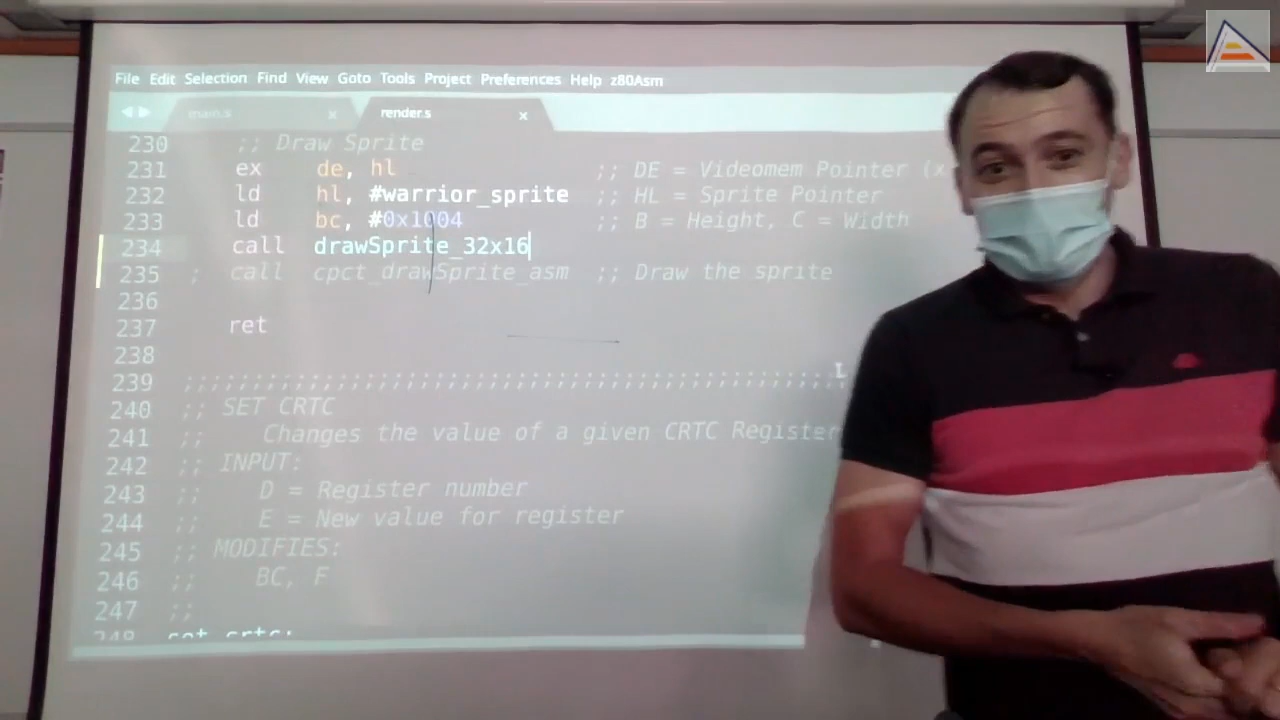 File Edit Selection Find View Goto Tools Project Preferences Help z80Asm
main.s x render.s x
230 ;; Draw Sprite
231 ex de, hl ;; DE = Videomem Pointer (x
232 ld hl, #warrior_sprite ;; HL = Sprite Pointer
233 ld bc, #0x1004 ;; B = Height, C = Width
234 call drawSprite_32x16
235 ; call cpct_drawSprite_asm ;; Draw the sprite
236
237 ret
238
239 ;;;;;;;;;;;;;;;;;;;;;;;;;;;;;;;;;;;;;;;;;;;;;;;;;;;;;;;;;;;;;;;;;;;;;;
240 ;; SET CRTC
241 ;; Changes the value of a given CRTC Register
242 ;; INPUT:
243 ;; D = Register number
244 ;; E = New value for register
245 ;; MODIFIES:
246 ;; BC, F
247 ;;
248 set_crtc: